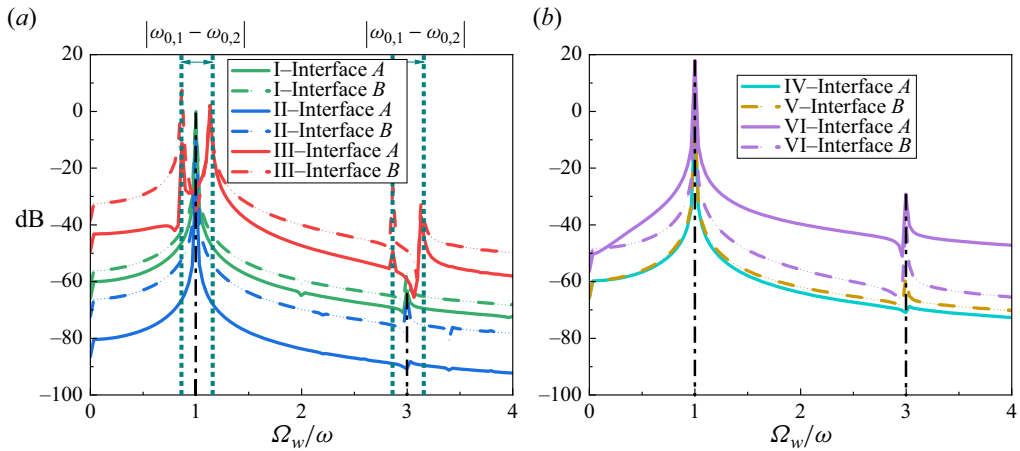 (a)
|ω0,1 − ω0,2|
|ω0,1 − ω0,2|
20
0
−20
−40
−60
−80
−100
dB
I–Interface A
I–Interface B
II–Interface A
II–Interface B
III–Interface A
III–Interface B
0
1
2
3
4
Ωw/ω
(b)
20
0
−20
−40
−60
−80
−100
IV–Interface A
V–Interface B
VI–Interface A
VI–Interface B
0
1
2
3
4
Ωw/ω